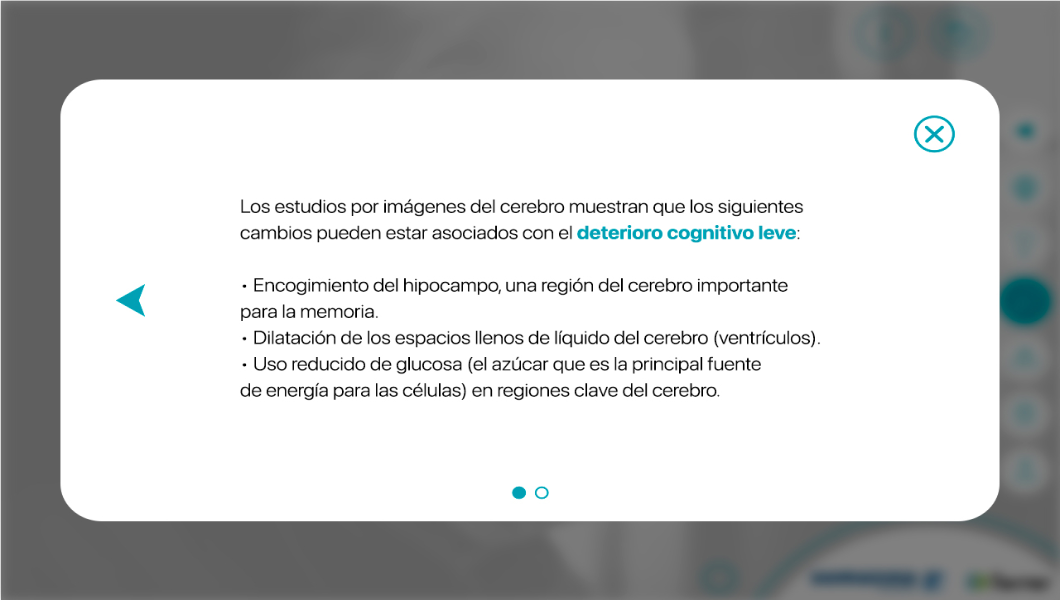 Los estudios por imágenes del cerebro muestran que los siguientes
cambios pueden estar asociados con el deterioro cognitivo leve:
• Encogimiento del hipocampo, una región del cerebro importante
para la memoria.
• Dilatación de los espacios llenos de líquido del cerebro (ventrículos).
• Uso reducido de glucosa (el azúcar que es la principal fuente
de energía para las células) en regiones clave del cerebro.